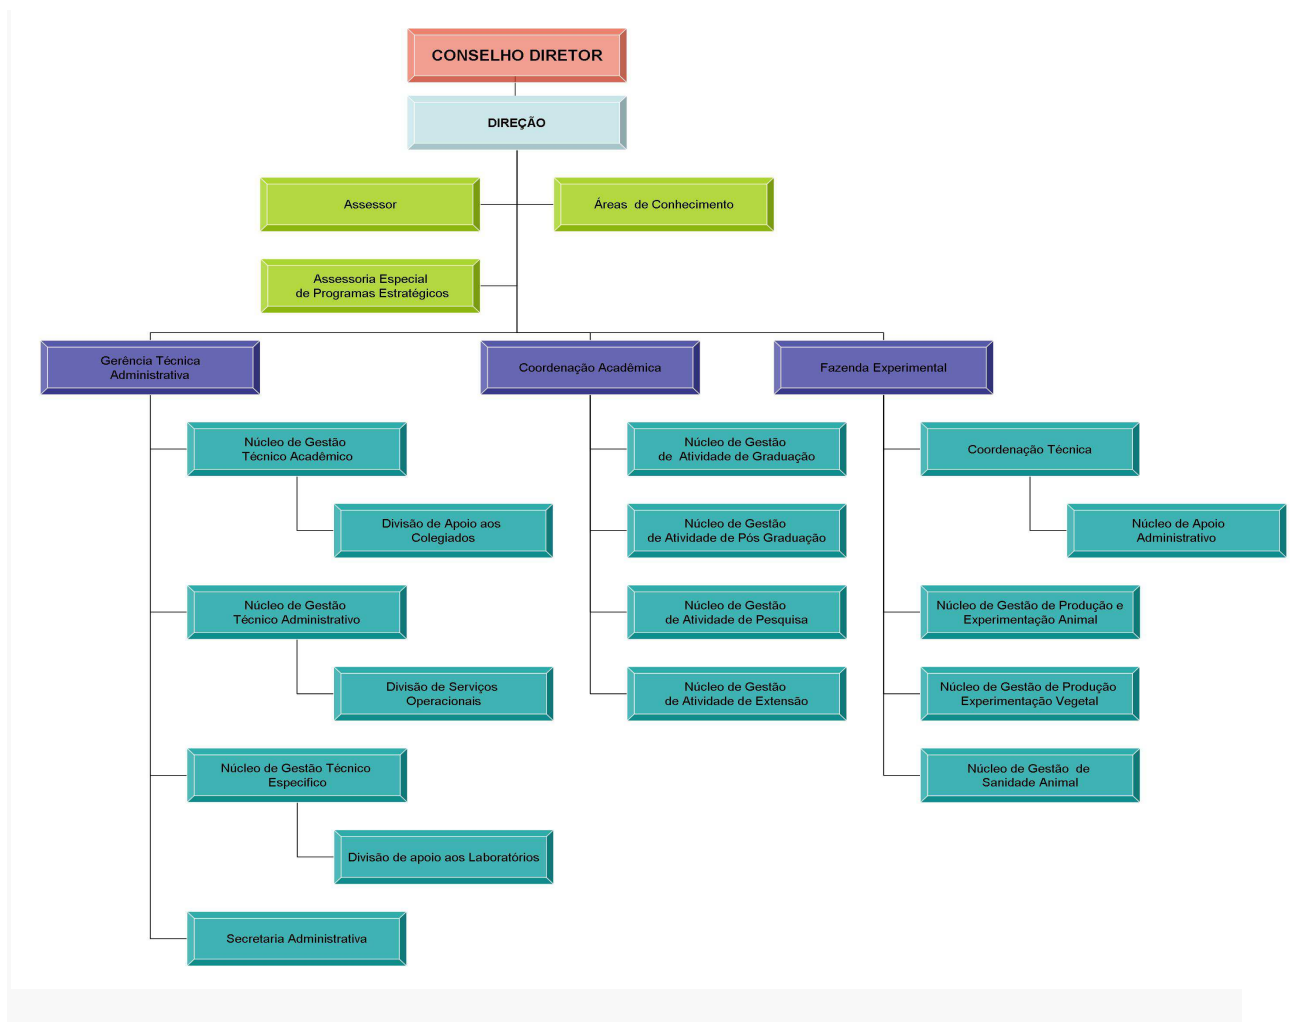 CONSELHO DIRETOR
DIREÇÃO
Assessor
Áreas de Conhecimento
Assessoria Especial
de Programas Estratégicos
Gerência Técnica
Administrativa
Coordenação Acadêmica
Fazenda Experimental
Núcleo de Gestão
Técnico Acadêmico
Núcleo de Gestão
de Atividade de Graduação
Coordenação Técnica
Divisão de Apoio aos
Colegiados
Núcleo de Gestão
de Atividade de Pós Graduação
Núcleo de Apoio
Administrativo
Núcleo de Gestão
Técnico Administrativo
Núcleo de Gestão
de Atividade de Pesquisa
Núcleo de Gestão de Produção e
Experimentação Animal
Divisão de Serviços
Operacionais
Núcleo de Gestão
de Atividade de Extensão
Núcleo de Gestão de Produção
Experimentação Vegetal
Núcleo de Gestão Técnico
Especifico
Núcleo de Gestão de
Sanidade Animal
Divisão de apoio aos Laboratórios
Secretaria Administrativa